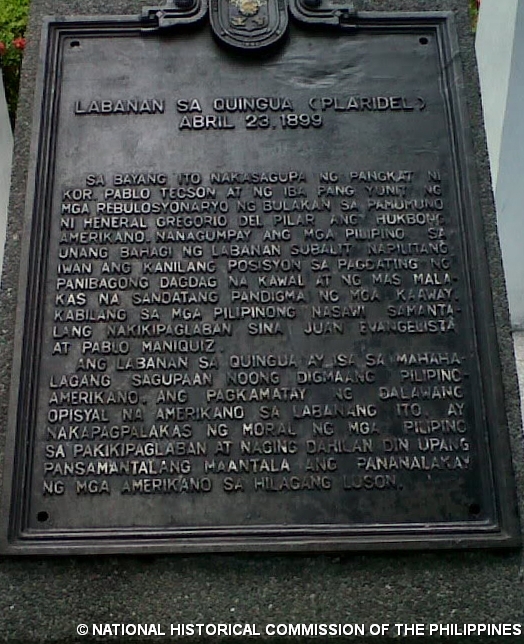 LABANAN SA QUINGUA (PLARIDEL)
ABRIL 23, 1899
SA BAYANG ITO NAKASAGUPA NG PANGKAT NI
KOR. PABLO TECSON AT NG IBA PANG YUNIT NG
MGA REBULOSYONARYO NG BULAKAN SA PAMUMUNO
NI HENERAL GREGORIO DEL PILAR ANG HUKBONG
AMERIKANO. NANAGUMPAY ANG MGA PILIPINO SA
UNANG BAHAGI NG LABANAN SUBALIT NAPILITANG
IWAN ANG KANILANG POSISYON SA PAGDATING NG
PANIBAGONG DAGDAG NA KAWAL AT NG MAS MALA-
KAS NA SANDATANG PANDIGMA NG MGA KAAWAY.
KABILANG SA MGA PILIPINONG NASAWI SAMANTA-
LANG NAKIKIPAGLABAN SINA JUAN EVANGELISTA
AT PABLO MANIQUIZ.
ANG LABANAN SA QUINGUA AY ISA SA MAHAHA-
LAGANG SAGUPAAN NOONG DIGMAANG PILIPINO-
AMERIKANO. ANG PAGKAMATAY NG DALAWANG
OPISYAL NA AMERIKANO SA LABANANG ITO, AY
NAKAPAGPALAKAS NG MORAL NG MGA PILIPINO
SA PAKIKIPAGLABAN AT NAGING DAHILAN DIN UPANG
PANSAMANTALANG MAANTALA ANG PANANALAKAY
NG MGA AMERIKANO SA HILAGANG LUSON.
© NATIONAL HISTORICAL COMMISSION OF THE PHILIPPINES